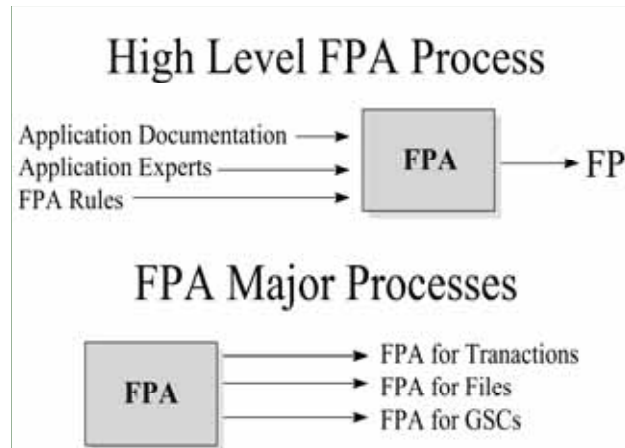 High Level FPA Process
Application Documentation
Application Experts
FPA Rules
FPA
FP
FPA Major Processes
FPA
FPA for Tranactions
FPA for Files
FPA for GSCs